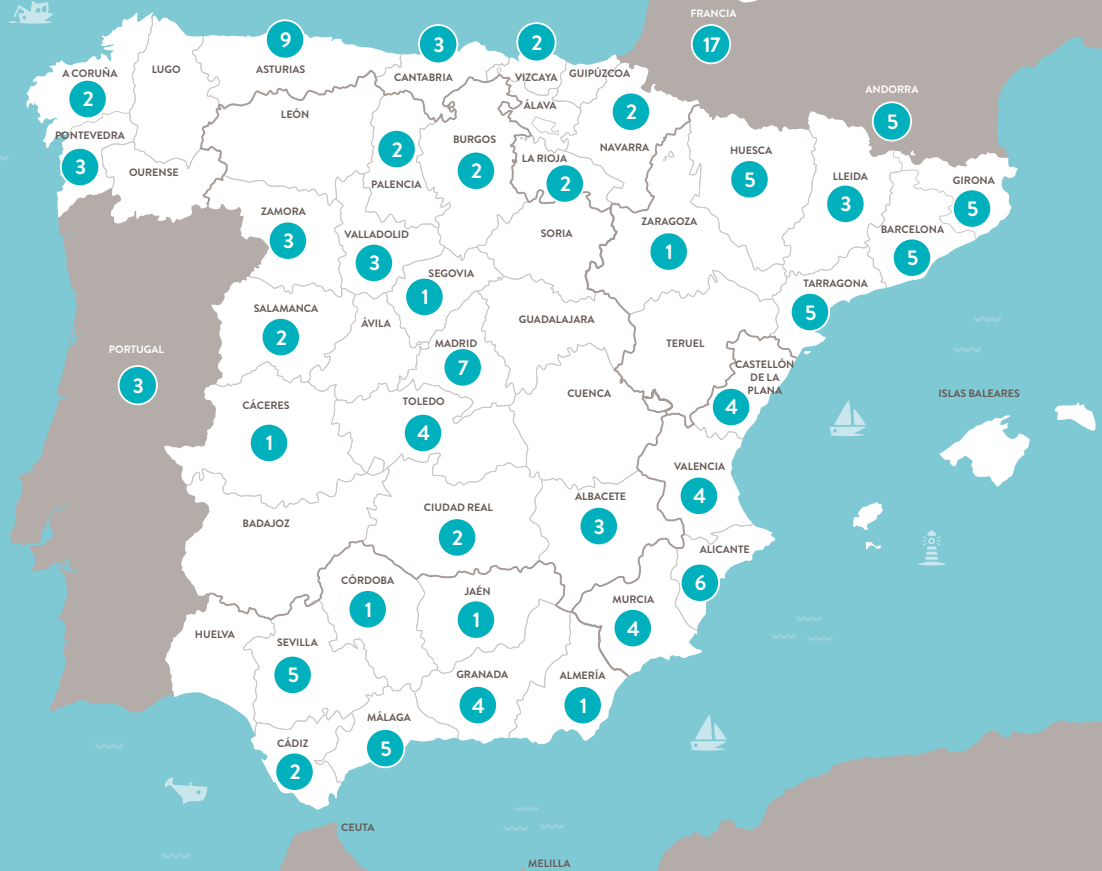 FRANCIA
17
9
ASTURIAS
3
CANTABRIA
2
VIZCAYA
GUIPÚZCOA
A CORUÑA
2
LUGO
ANDORRA
5
LEÓN
ÁLAVA
2
NAVARRA
PONTEVEDRA
3
OURENSE
2
PALENCIA
BURGOS
2
LA RIOJA
2
HUESCA
5
LLEIDA
3
GIRONA
5
ZAMORA
3
VALLADOLID
3
SORIA
ZARAGOZA
1
BARCELONA
5
SEGOVIA
1
TARRAGONA
5
SALAMANCA
2
ÁVILA
GUADALAJARA
MADRID
7
TERUEL
PORTUGAL
3
CASTELLÓN
DE LA
PLANA
4
CÁCERES
1
TOLEDO
4
CUENCA
ISLAS BALEARES
VALENCIA
4
BADAJOZ
CIUDAD REAL
2
ALBACETE
3
ALICANTE
6
CÓRDOBA
1
JAÉN
1
MURCIA
4
HUELVA
SEVILLA
5
GRANADA
4
ALMERÍA
1
MÁLAGA
5
CÁDIZ
2
CEUTA
MELILLA